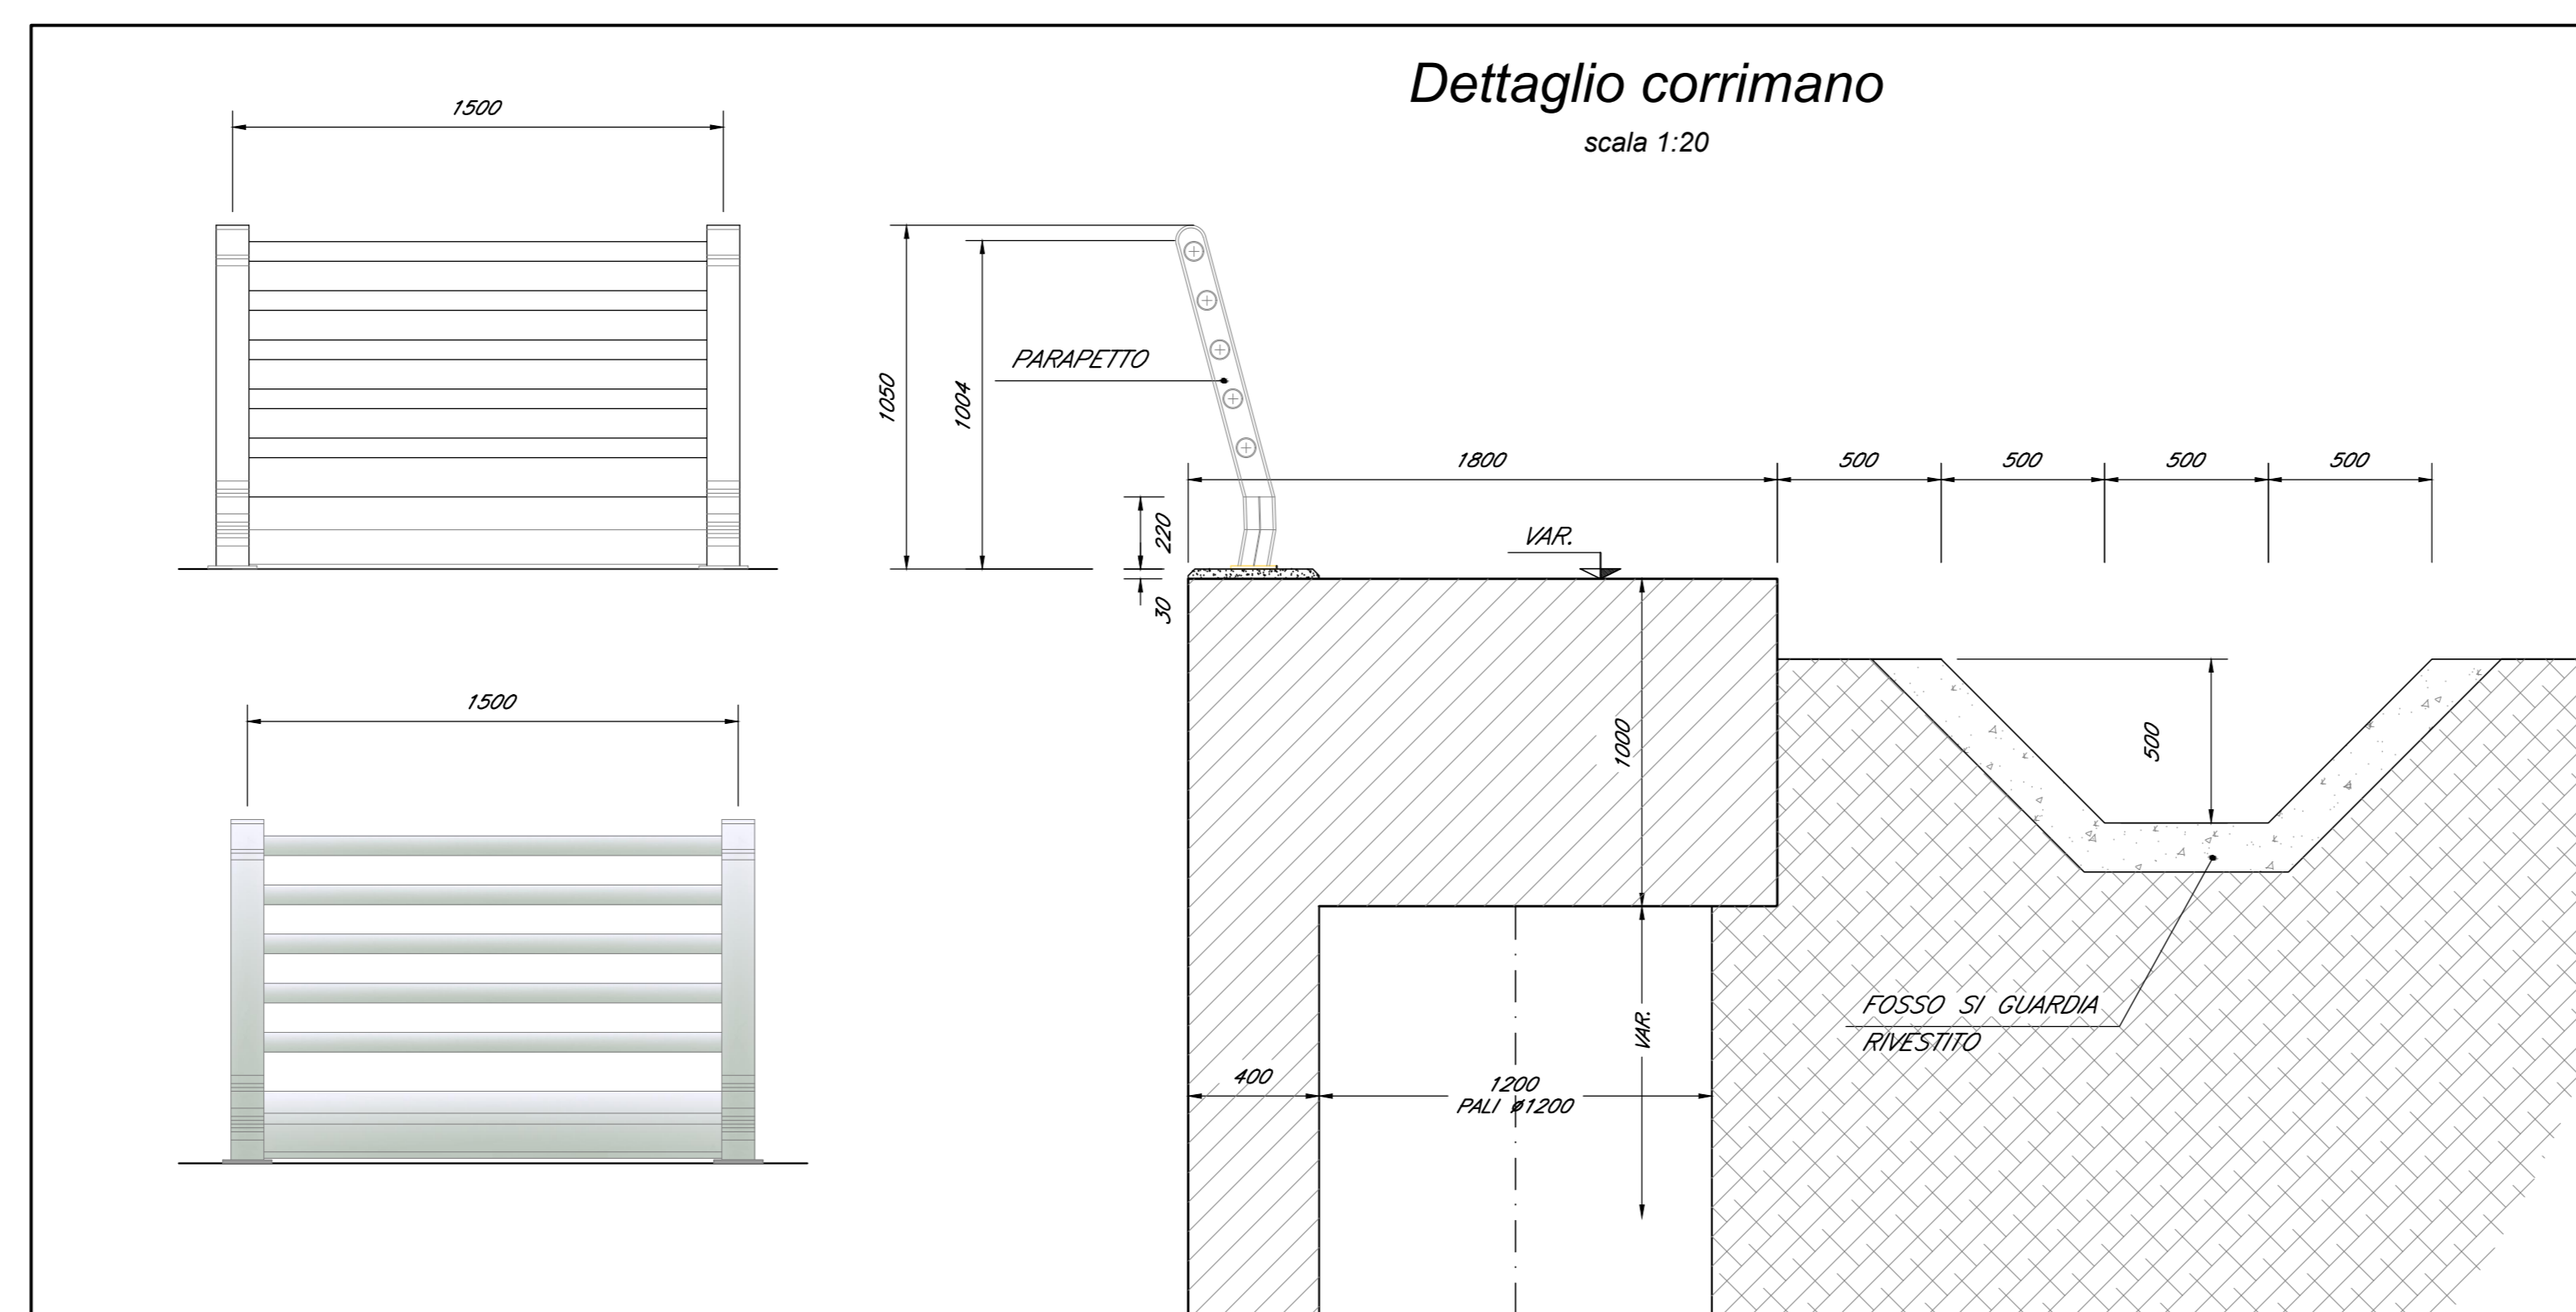 Dettaglio corrimano
scala 1:20
1500
1050
1004
PARAPETTO
220
30
1800
500
500
500
500
VAR.
1000
500
1500
VAR.
400
1200
PALI ø1200
FOSSO SI GUARDIA
RIVESTITO